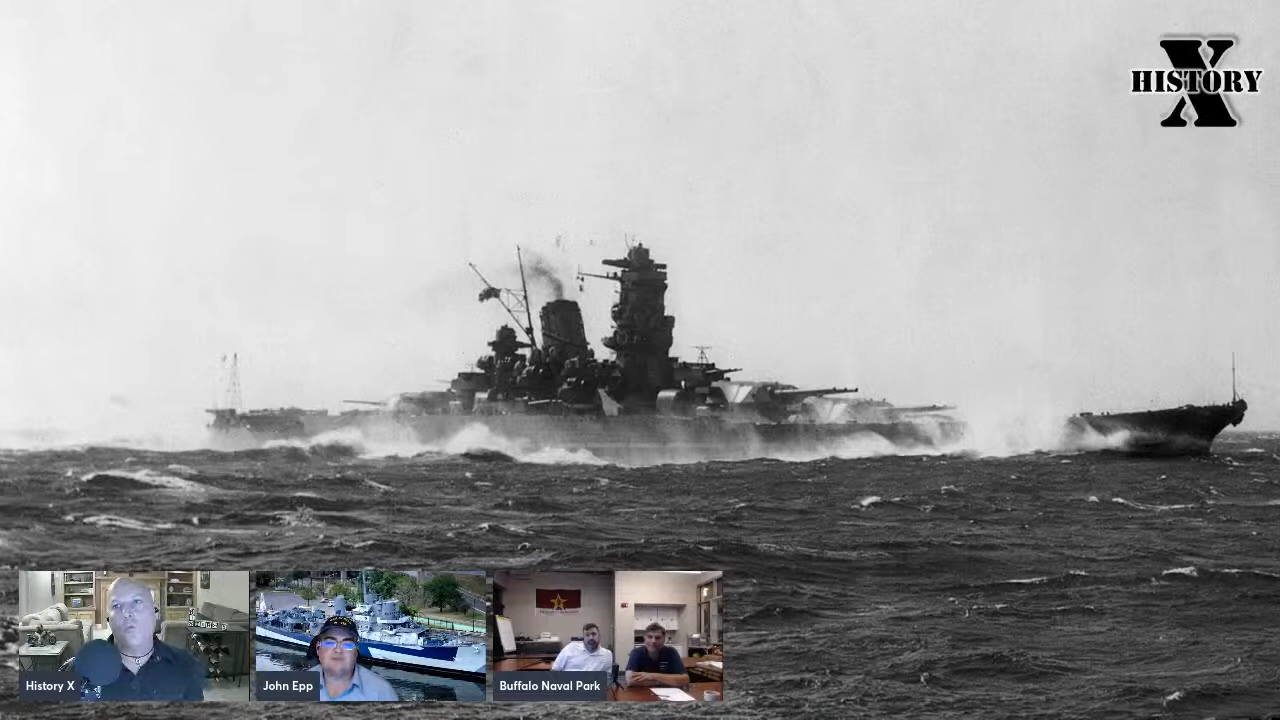 HISTORY
X
History X
John Epp
Buffalo Naval Park